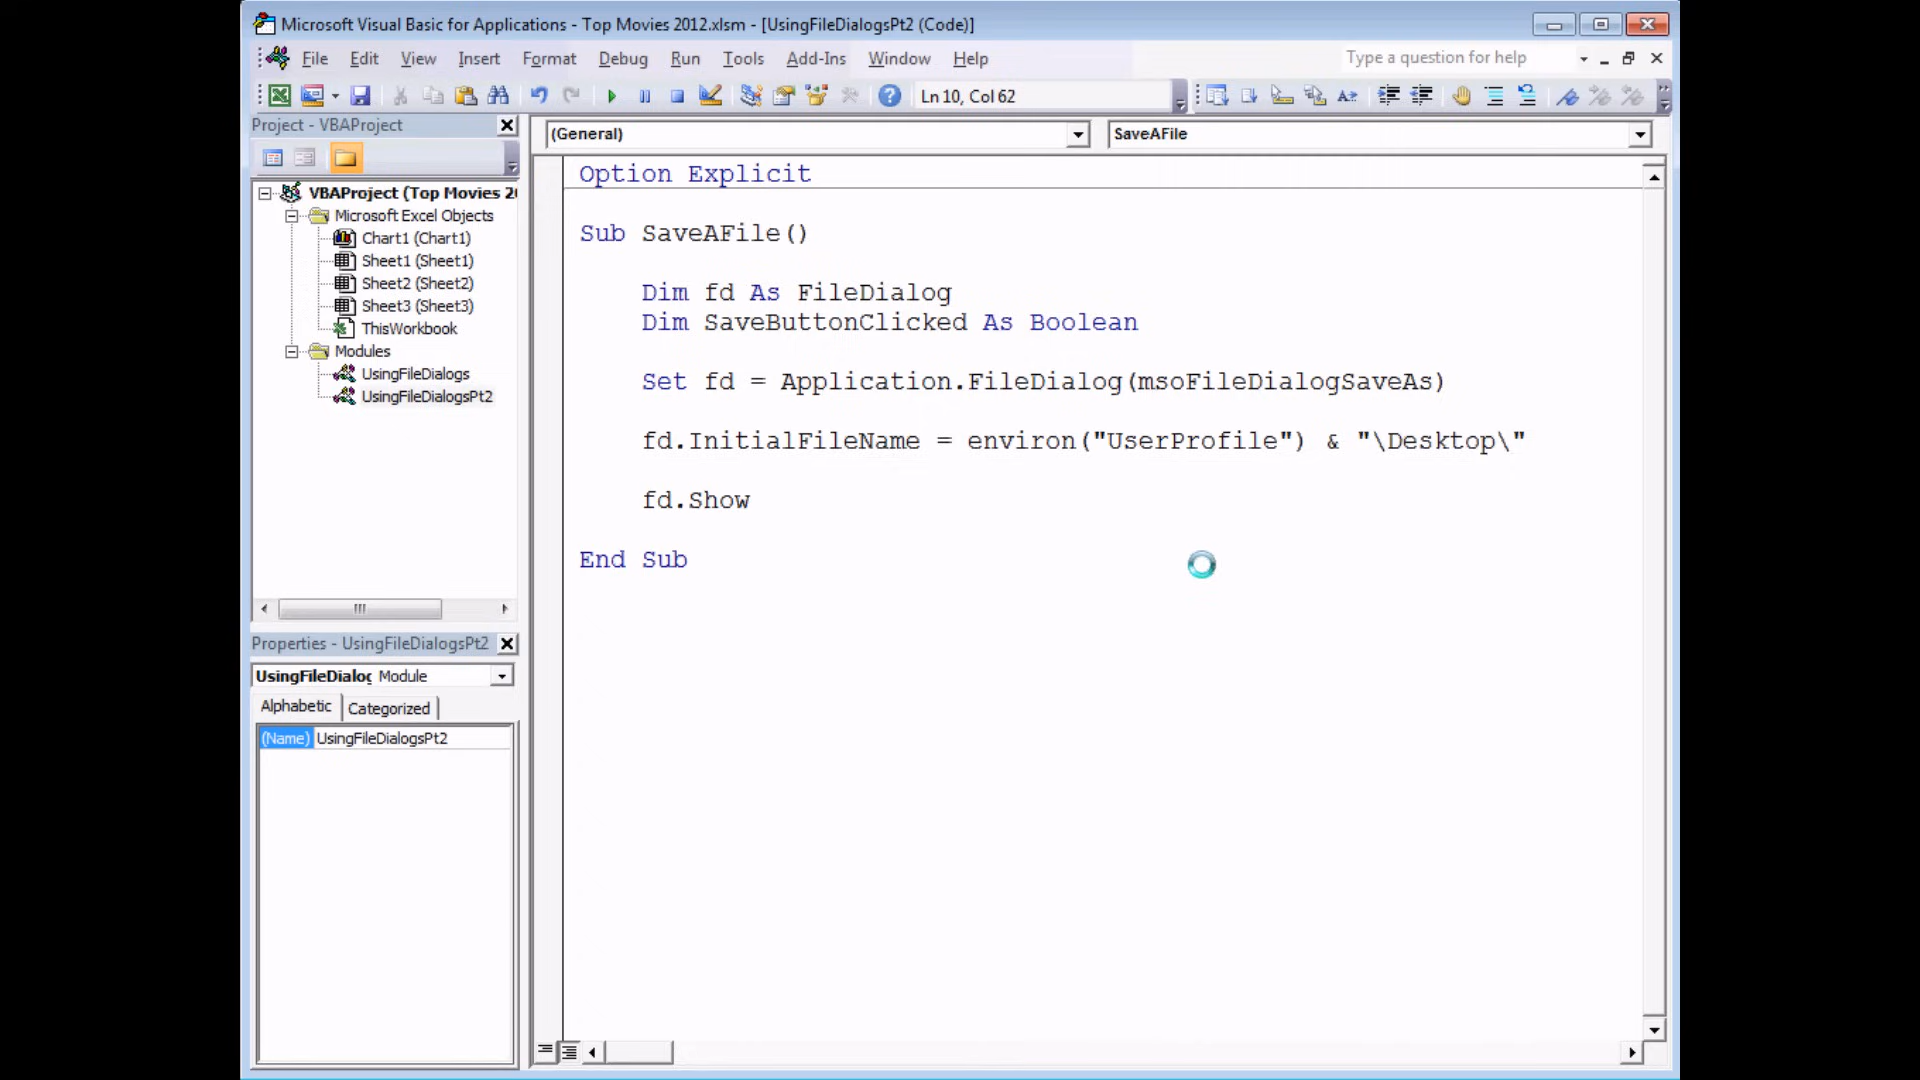 Microsoft Visual Basic for Applications - Top Movies 2012.xlsm - [UsingFileDialogsPt2 (Code)]
File Edit View Insert Format Debug Run Tools Add-Ins Window Help
Type a question for help
Ln 10, Col 62
Project - VBAProject
(General)
SaveAFile
VBAProject (Top Movies 2
Microsoft Excel Objects
Chart1 (Chart1)
Sheet1 (Sheet1)
Sheet2 (Sheet2)
Sheet3 (Sheet3)
ThisWorkbook
Modules
UsingFileDialogs
UsingFileDialogsPt2
Properties - UsingFileDialogsPt2
UsingFileDialog Module
Alphabetic Categorized
(Name) UsingFileDialogsPt2
Option Explicit
Sub SaveAFile()
Dim fd As FileDialog
Dim SaveButtonClicked As Boolean
Set fd = Application.FileDialog(msoFileDialogSaveAs)
fd.InitialFileName = environ("UserProfile") & "\Desktop\"
fd.Show
End Sub